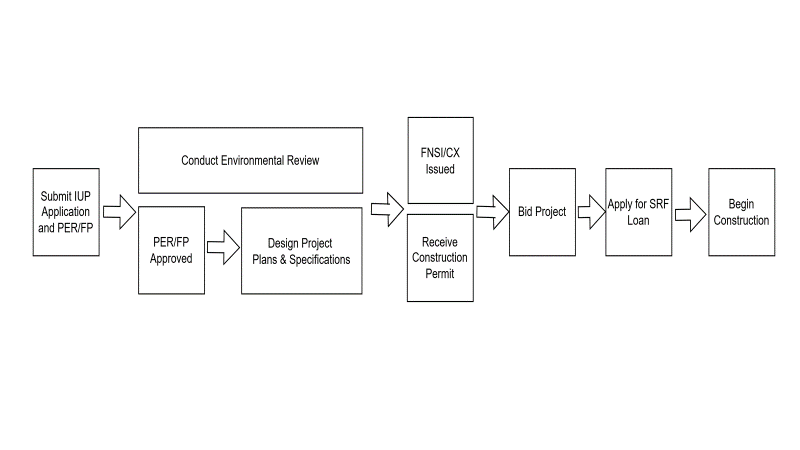 Submit IUP
Application
and PER/FP
Conduct Environmental Review
PER/FP
Approved
Design Project
Plans & Specifications
FNSI/CX
Issued
Receive
Construction
Permit
Bid Project
Apply for SRF
Loan
Begin
Construction